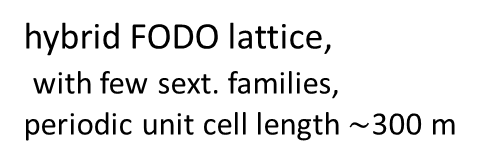 hybrid FODO lattice,
with few sext. families,
periodic unit cell length ~300 m